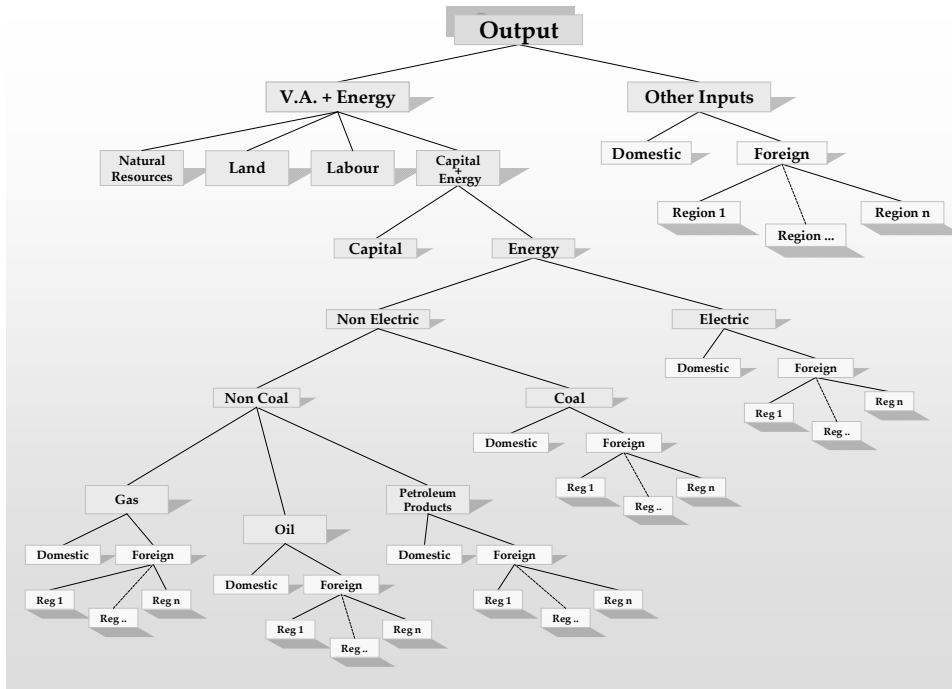 Output
V.A. + Energy
Other Inputs
Natural
Resources
Land
Labour
Capital
+
Energy
Domestic
Foreign
Region 1
Region ...
Region n
Capital
Energy
Non Electric
Electric
Domestic
Foreign
Reg 1
Reg ..
Reg n
Non Coal
Coal
Domestic
Foreign
Reg 1
Reg ..
Reg n
Gas
Oil
Petroleum
Products
Domestic
Foreign
Reg 1
Reg ..
Reg n
Domestic
Foreign
Reg 1
Reg ..
Reg n
Domestic
Foreign
Reg 1
Reg ..
Reg n